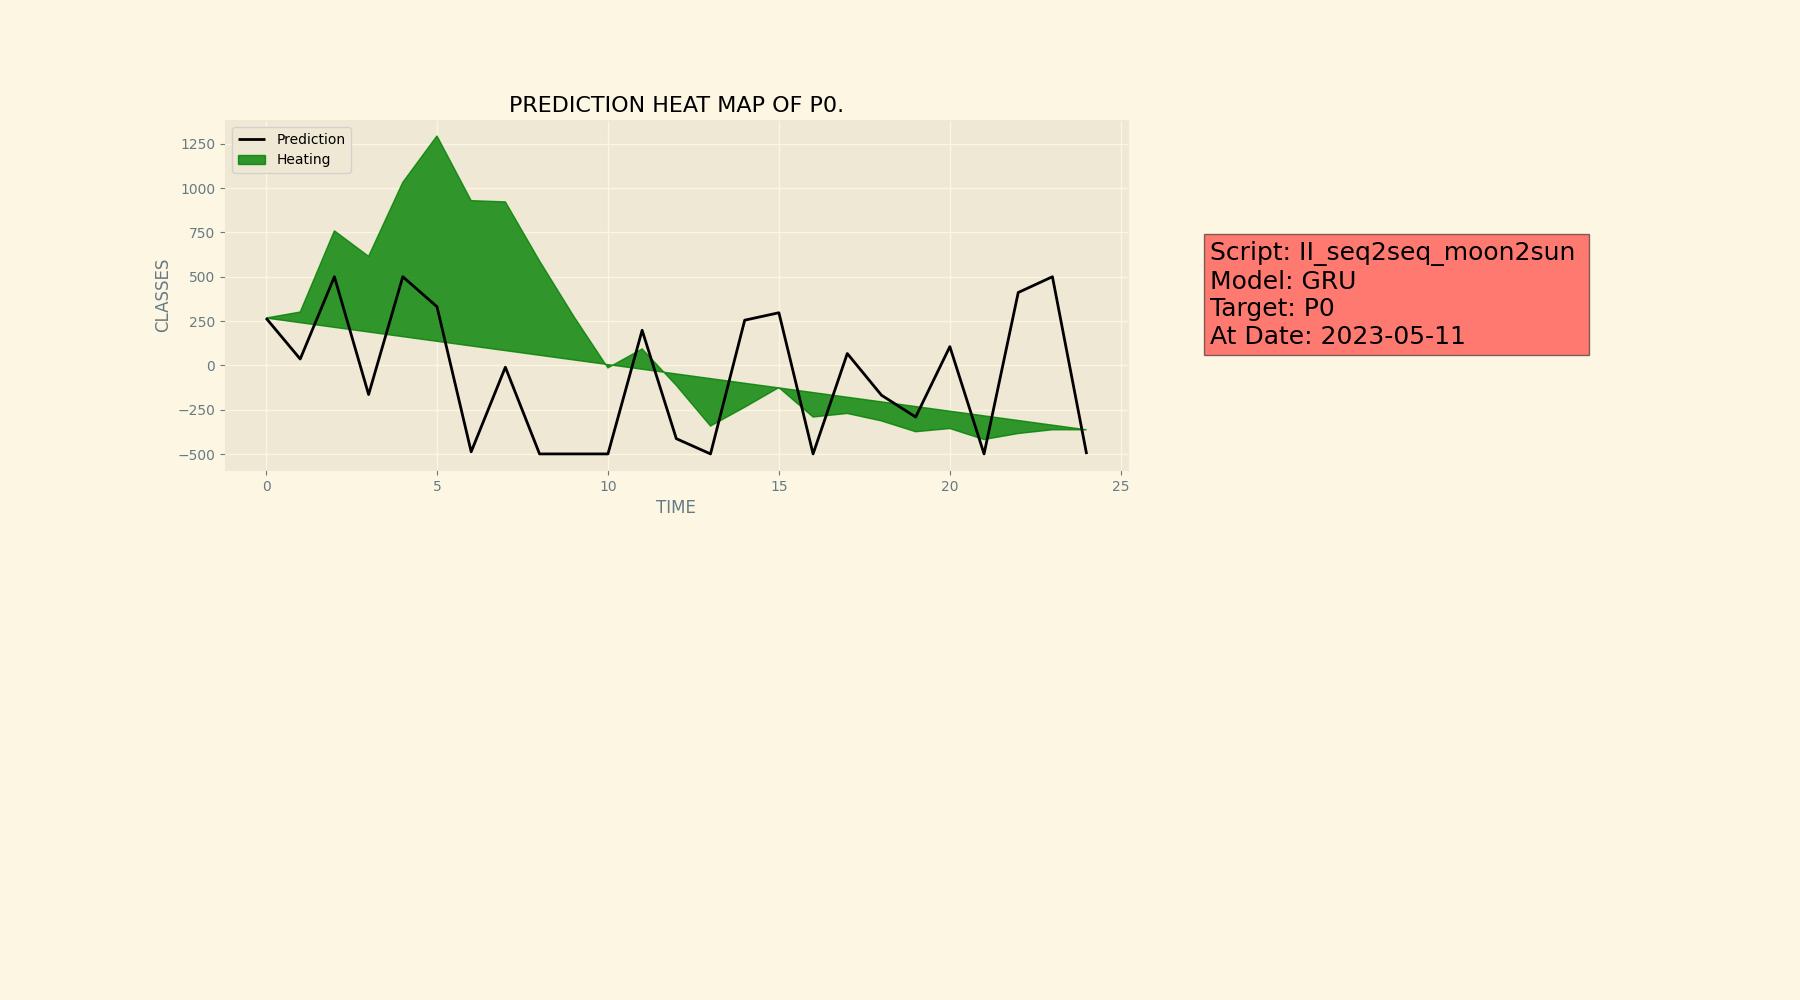 PREDICTION HEAT MAP OF P0.
Prediction
Heating
1250
1000
750
500
250
0
−250
−500
CLASSES
0 5 10 15 20 25
TIME
Script: II_seq2seq_moon2sun
Model: GRU
Target: P0
At Date: 2023-05-11